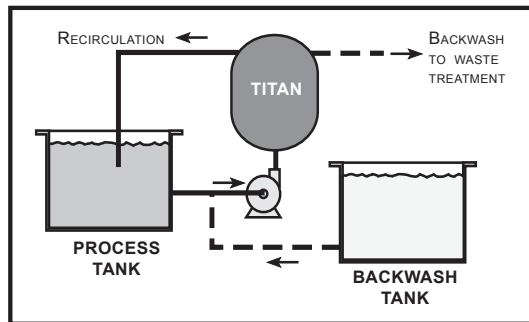 RECIRCULATION
BACKWASH
TO WASTE
TREATMENT
TITAN
PROCESS
TANK
BACKWASH
TANK